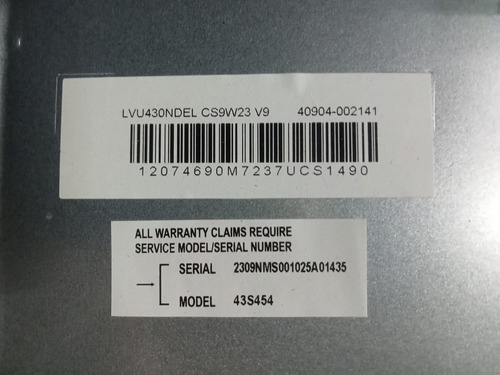 LVU430NDEL CS9W23 V9 40904-002141
12074690M7237UCS1490
ALL WARRANTY CLAIMS REQUIRE
SERVICE MODEL/SERIAL NUMBER
SERIAL 2309NMS001025A01435
MODEL 43S454